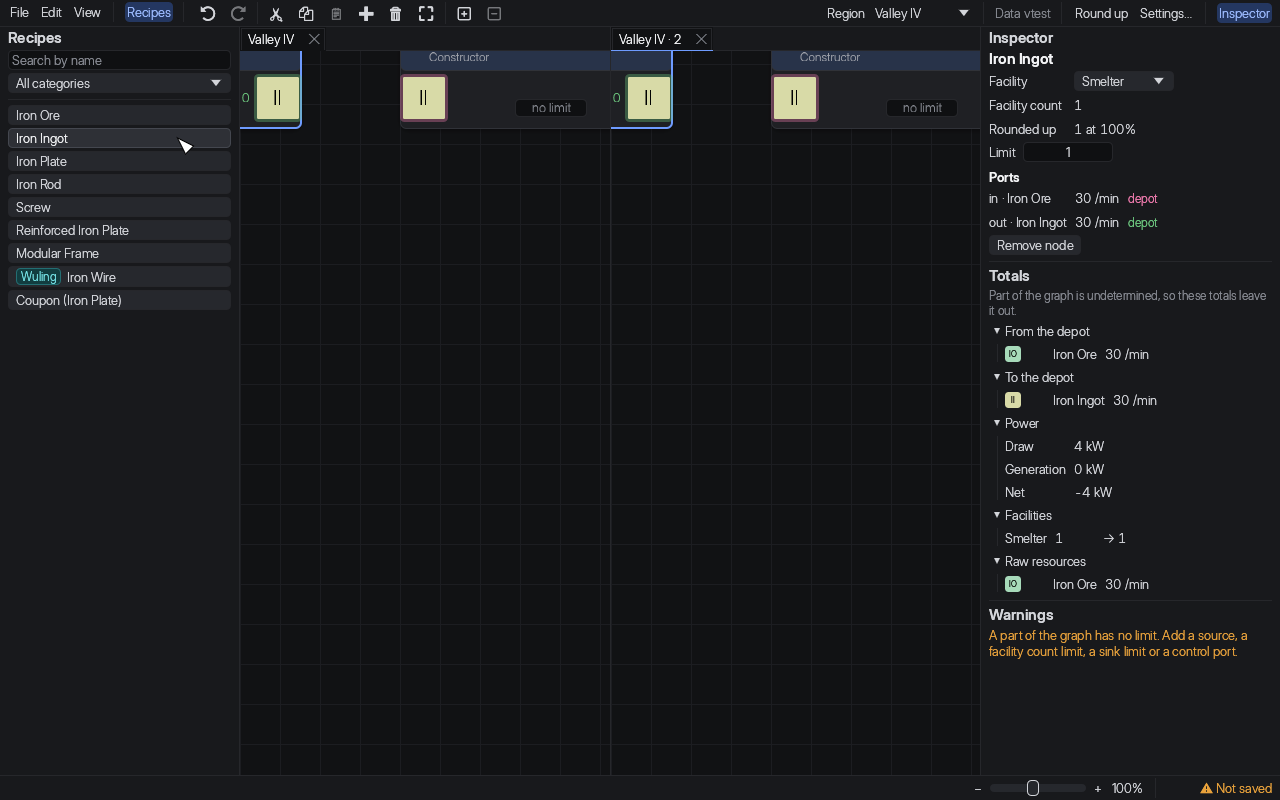 File Edit View Recipes Region Valley IV Data vtest Round up Settings... Inspector
Recipes
Search by name
All categories
Iron Ore
Iron Ingot
Iron Plate
Iron Rod
Screw
Reinforced Iron Plate
Modular Frame
Wuling Iron Wire
Coupon (Iron Plate)
Valley IV
Constructor
0 II II no limit
Valley IV · 2
Constructor
0 II II no limit
Inspector
Iron Ingot
Facility Smelter
Facility count 1
Rounded up 1 at 100%
Limit 1
Ports
in · Iron Ore 30 /min depot
out · Iron Ingot 30 /min depot
Remove node
Totals
Part of the graph is undetermined, so these totals leave
it out.
From the depot
IO Iron Ore 30 /min
To the depot
II Iron Ingot 30 /min
Power
Draw 4 kW
Generation 0 kW
Net -4 kW
Facilities
Smelter 1 → 1
Raw resources
IO Iron Ore 30 /min
Warnings
A part of the graph has no limit. Add a source, a
facility count limit, a sink limit or a control port.
− + 100% Not saved